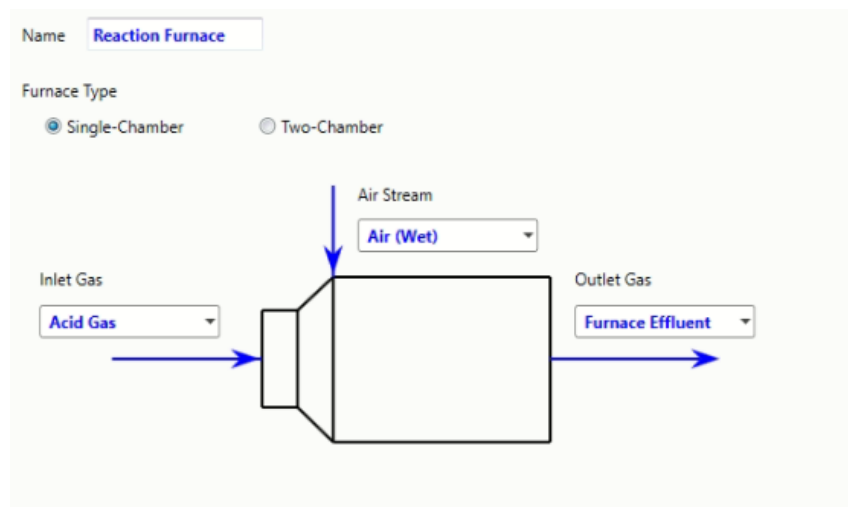 Name Reaction Furnace
Furnace Type
Single-Chamber Two-Chamber
Air Stream
Air (Wet)
Inlet Gas
Acid Gas
Outlet Gas
Furnace Effluent